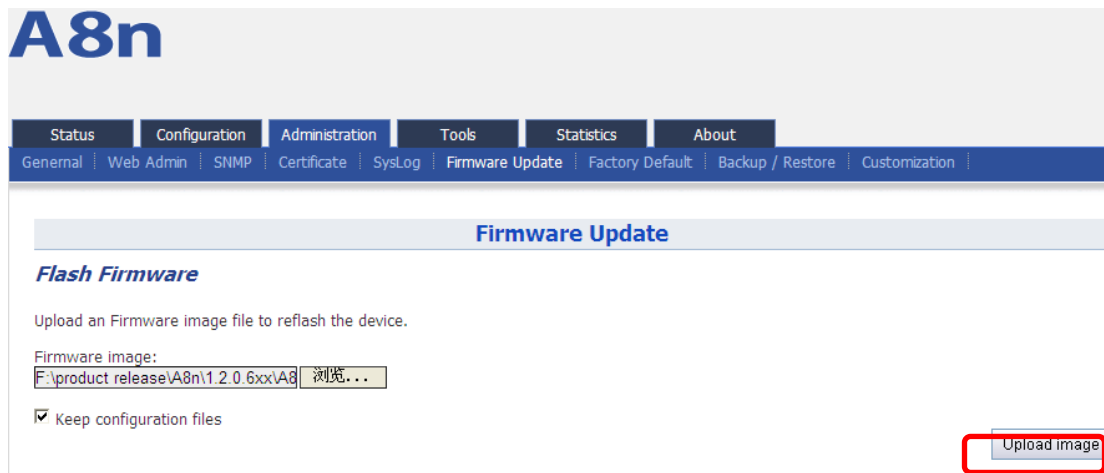 A8n
Status Configuration Administration Tools Statistics About
Genernal Web Admin SNMP Certificate SysLog Firmware Update Factory Default Backup / Restore Customization
Firmware Update
Flash Firmware
Upload an Firmware image file to reflash the device.
Firmware image:
F:\product release\A8n\1.2.0.6xx\A8 浏览...
Keep configuration files
Upload image